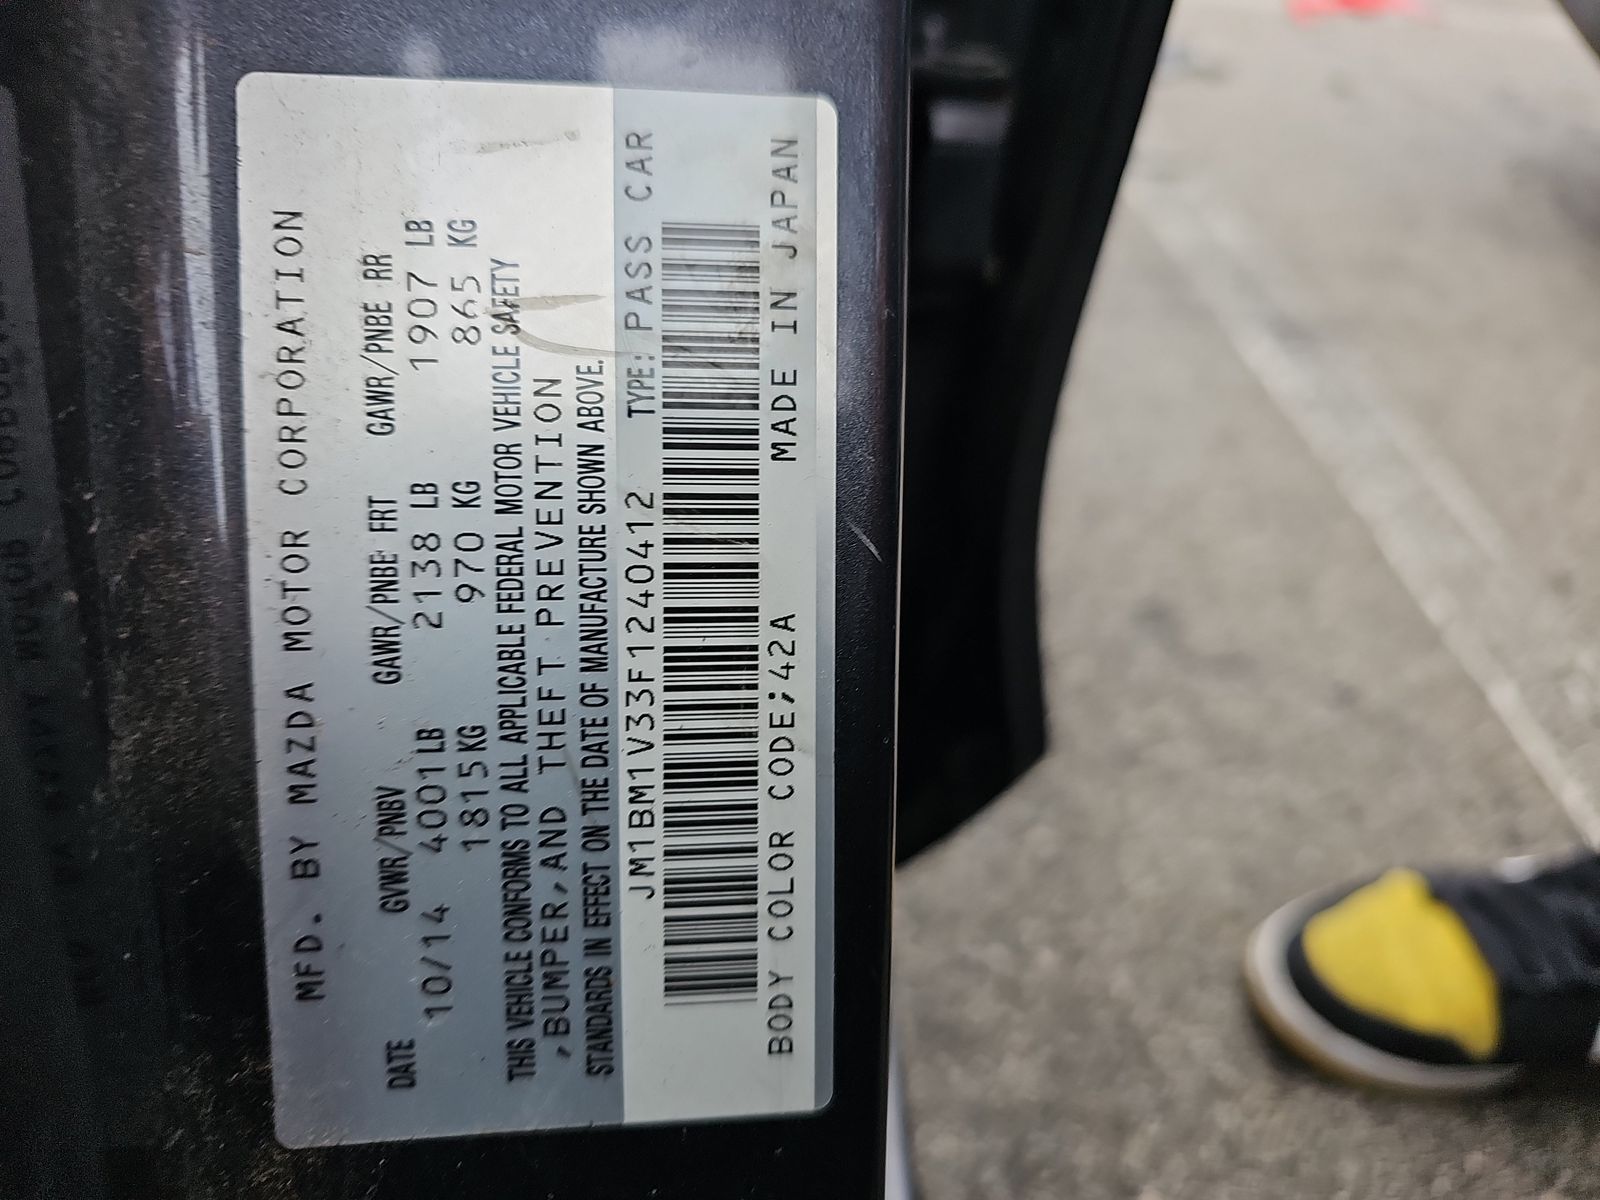 MFD. BY MAZDA MOTOR CORPORATION
DATE GVWR/PNBV GAWR/PNBE FRT GAWR/PNBE RR
10/14 4001LB 2138 LB 1907 LB
1815KG 970 KG 865 KG
THIS VEHICLE CONFORMS TO ALL APPLICABLE FEDERAL MOTOR VEHICLE SAFETY
,BUMPER,AND THEFT PREVENTION
STANDARDS IN EFFECT ON THE DATE OF MANUFACTURE SHOWN ABOVE.
JM1BM1V33F1240412 TYPE: PASS CAR
BODY COLOR CODE;42A MADE IN JAPAN